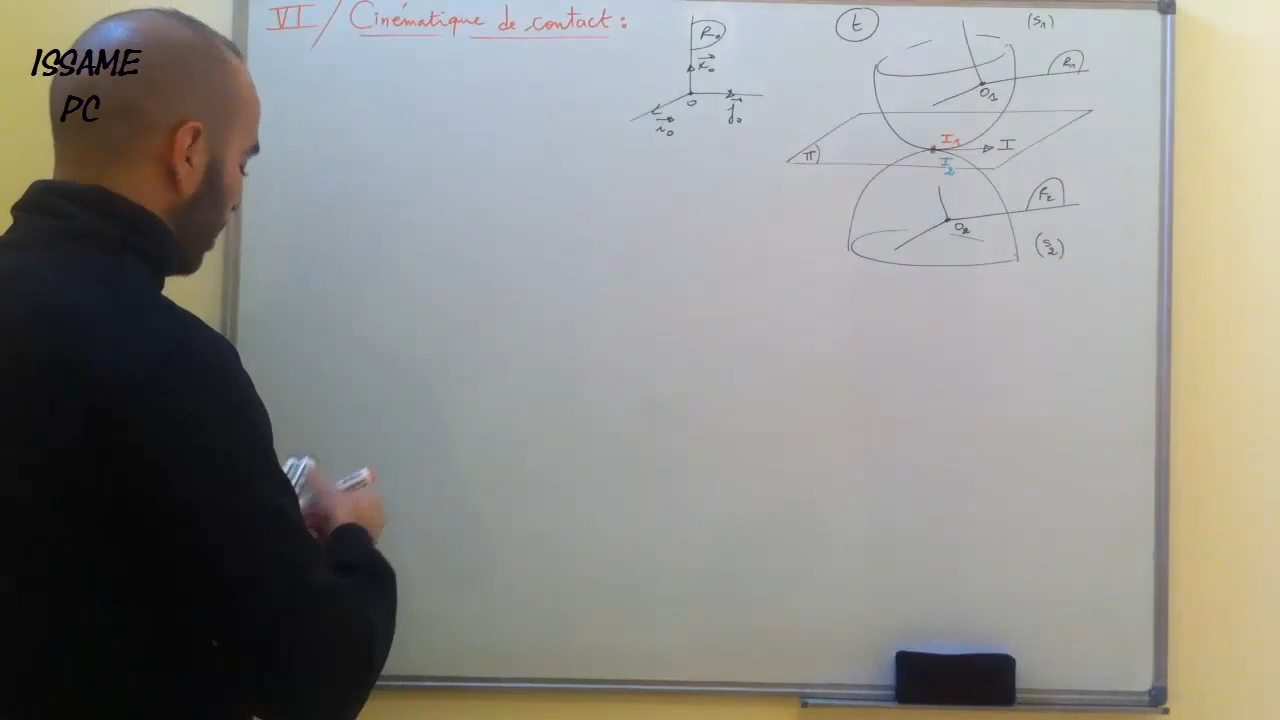 ISSAME
PC
VI / Cinématique de contact :
R₀
k₀
o
j₀
i₀
t
(S₁)
R₁
O₁
π
I₁
I
I₂
R₂
O₂
(S₂)